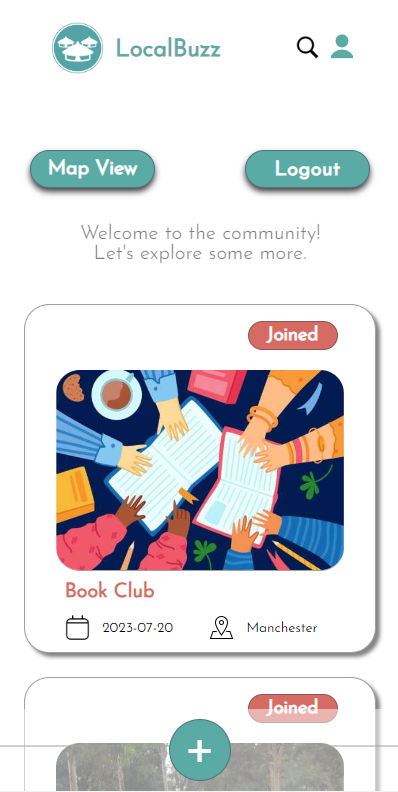 LocalBuzz
Map View
Logout
Welcome to the community!
Let's explore some more.
Joined
Book Club
2023-07-20
Manchester
Joined
+